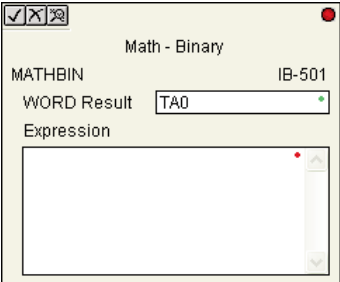 Math - Binary
MATHBIN IB-501
WORD Result TA0
Expression